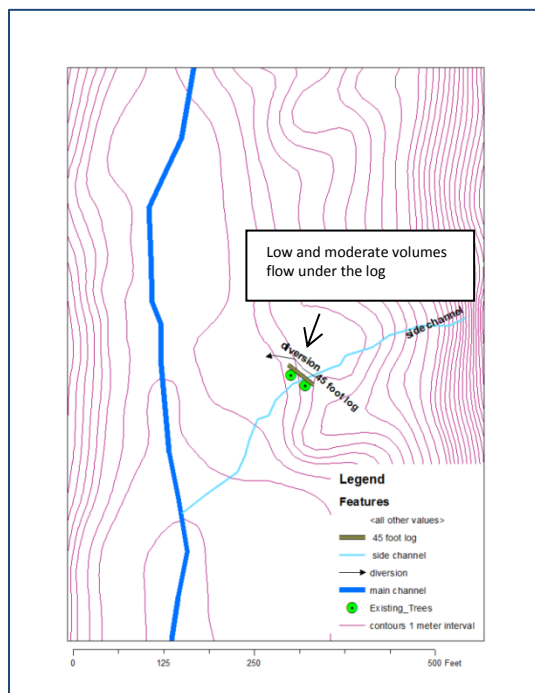 Low and moderate volumes
flow under the log
side channel
diversion
45 foot log
Legend
Features
<all other values>
45 foot log
side channel
diversion
main channel
Existing_Trees
contours 1 meter interval
0 125 250 500 Feet